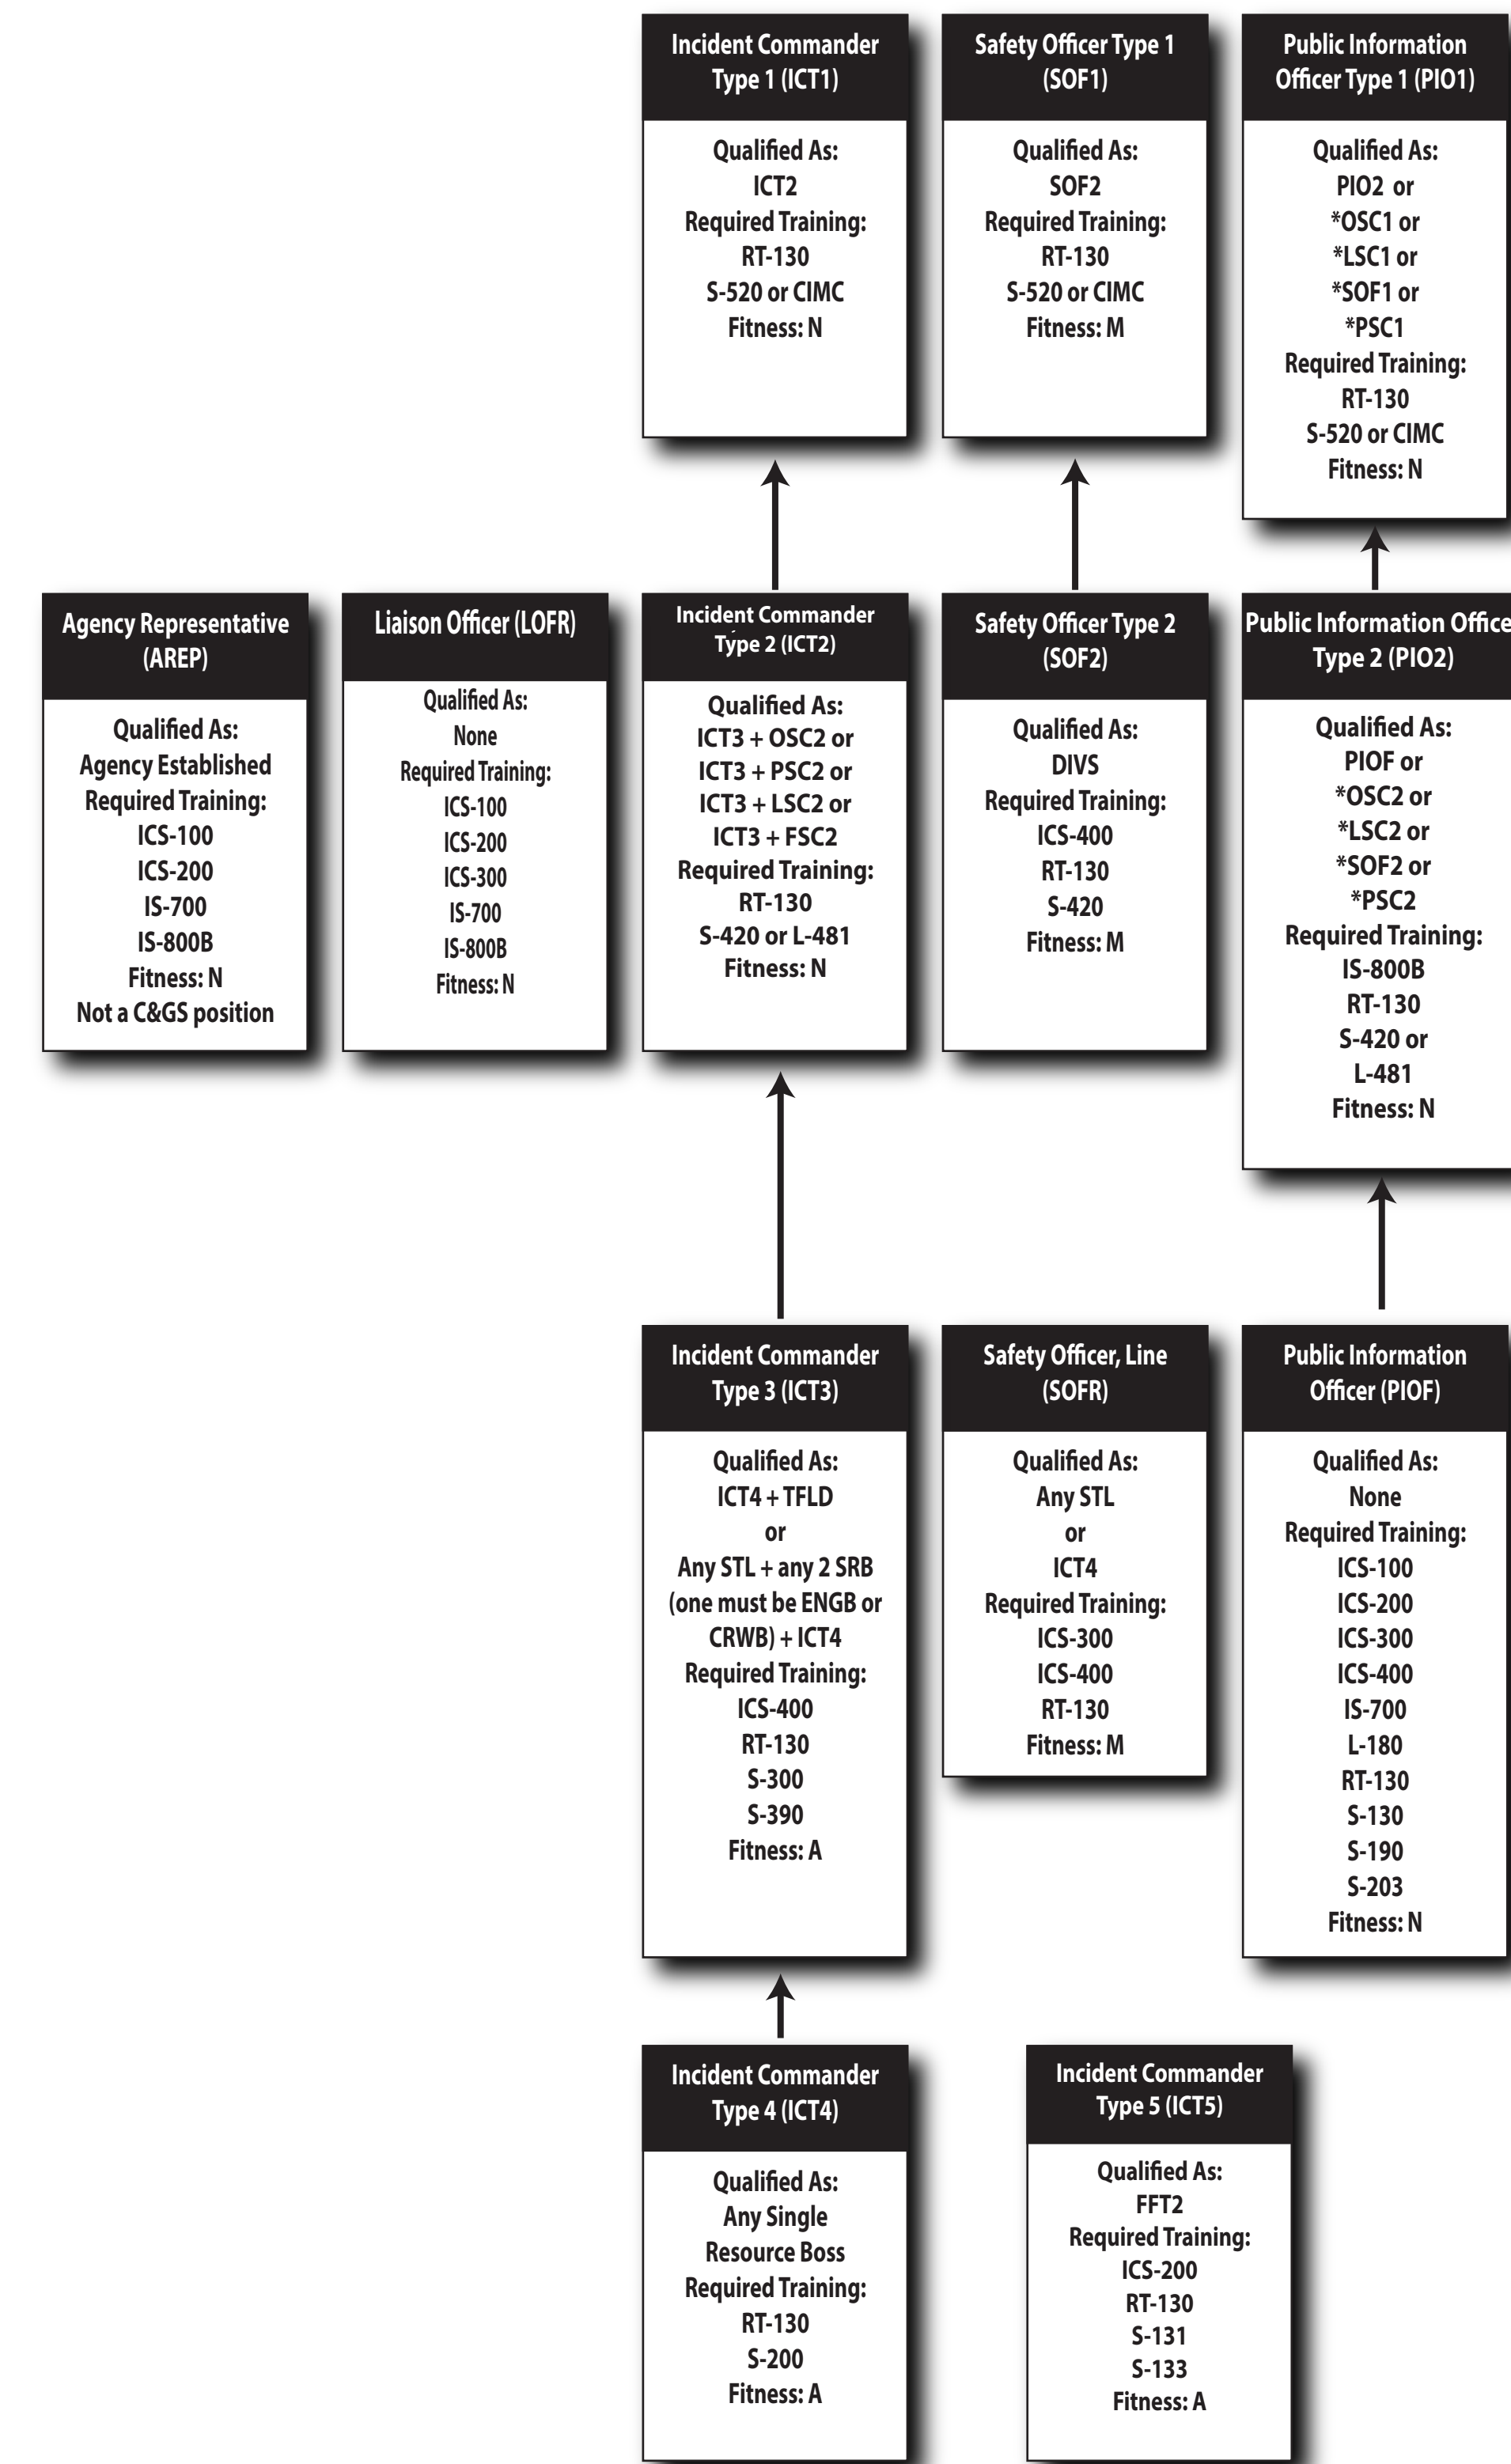 Incident Commander
Type 1 (ICT1)
Qualified As:
ICT2
Required Training:
RT-130
S-520 or CIMC
Fitness: N
Safety Officer Type 1
(SOF1)
Qualified As:
SOF2
Required Training:
RT-130
S-520 or CIMC
Fitness: M
Public Information
Officer Type 1 (PIO1)
Qualified As:
PIO2 or
*OSC1 or
*LSC1 or
*SOF1 or
*PSC1
Required Training:
RT-130
S-520 or CIMC
Fitness: N
Agency Representative
(AREP)
Qualified As:
Agency Established
Required Training:
ICS-100
ICS-200
IS-700
IS-800B
Fitness: N
Not a C&GS position
Liaison Officer (LOFR)
Qualified As:
None
Required Training:
ICS-100
ICS-200
ICS-300
IS-700
IS-800B
Fitness: N
Incident Commander
Type 2 (ICT2)
Qualified As:
ICT3 + OSC2 or
ICT3 + PSC2 or
ICT3 + LSC2 or
ICT3 + FSC2
Required Training:
RT-130
S-420 or L-481
Fitness: N
Safety Officer Type 2
(SOF2)
Qualified As:
DIVS
Required Training:
ICS-400
RT-130
S-420
Fitness: M
Public Information Office
Type 2 (PIO2)
Qualified As:
PIOF or
*OSC2 or
*LSC2 or
*SOF2 or
*PSC2
Required Training:
IS-800B
RT-130
S-420 or
L-481
Fitness: N
Incident Commander
Type 3 (ICT3)
Qualified As:
ICT4 + TFLD
or
Any STL + any 2 SRB
(one must be ENGB or
CRWB) + ICT4
Required Training:
ICS-400
RT-130
S-300
S-390
Fitness: A
Safety Officer, Line
(SOFR)
Qualified As:
Any STL
or
ICT4
Required Training:
ICS-300
ICS-400
RT-130
Fitness: M
Public Information
Officer (PIOF)
Qualified As:
None
Required Training:
ICS-100
ICS-200
ICS-300
ICS-400
IS-700
L-180
RT-130
S-130
S-190
S-203
Fitness: N
Incident Commander
Type 4 (ICT4)
Qualified As:
Any Single
Resource Boss
Required Training:
RT-130
S-200
Fitness: A
Incident Commander
Type 5 (ICT5)
Qualified As:
FFT2
Required Training:
ICS-200
RT-130
S-131
S-133
Fitness: A